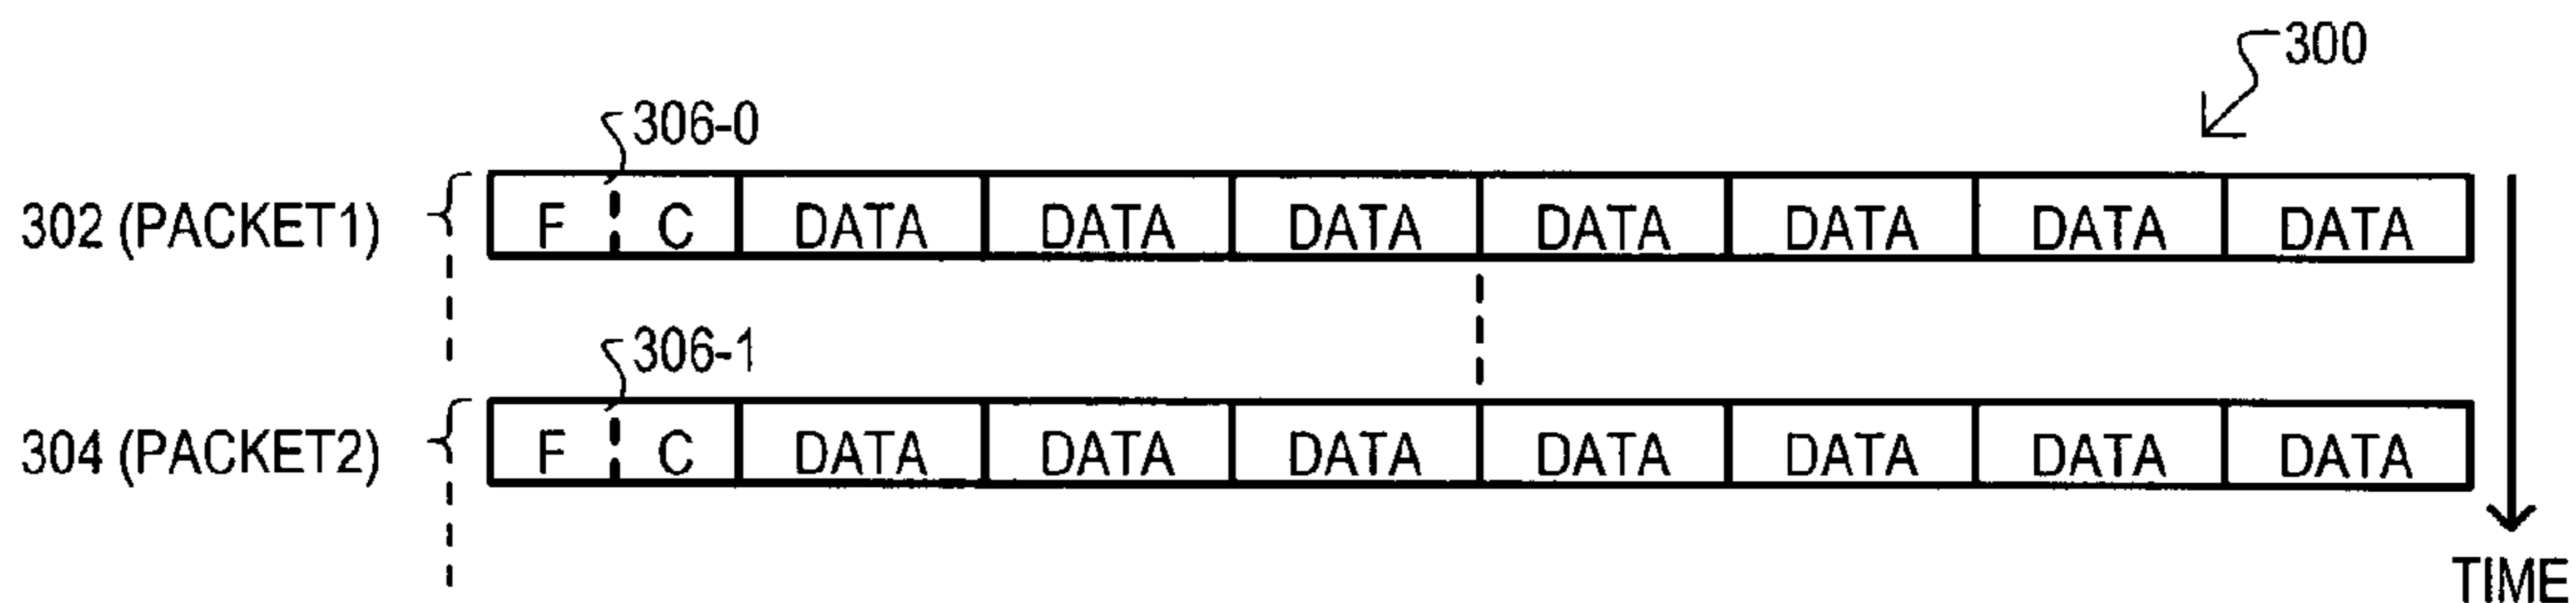 300
306-0
302 (PACKET1) F C DATA DATA DATA DATA DATA DATA DATA
306-1
304 (PACKET2) F C DATA DATA DATA DATA DATA DATA DATA
TIME